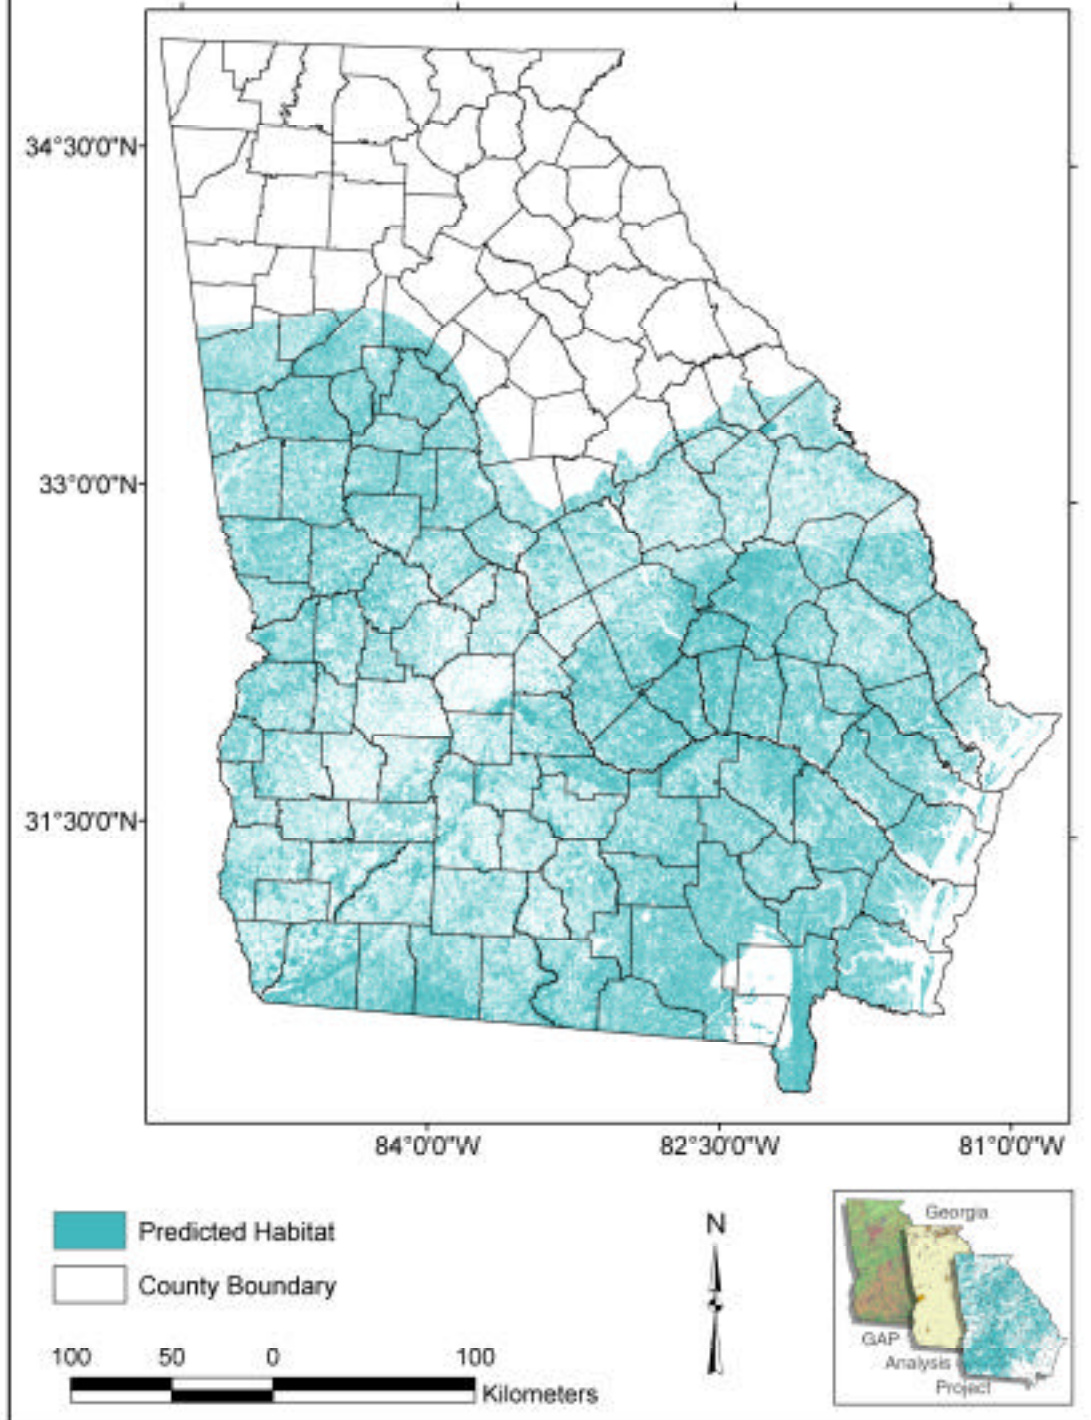 34°30'0"N
33°0'0"N
31°30'0"N
84°0'0"W 82°30'0"W 81°0'0"W
Predicted Habitat
County Boundary
N
100 50 0 100
Kilometers
Georgia
GAP
Analysis
Project